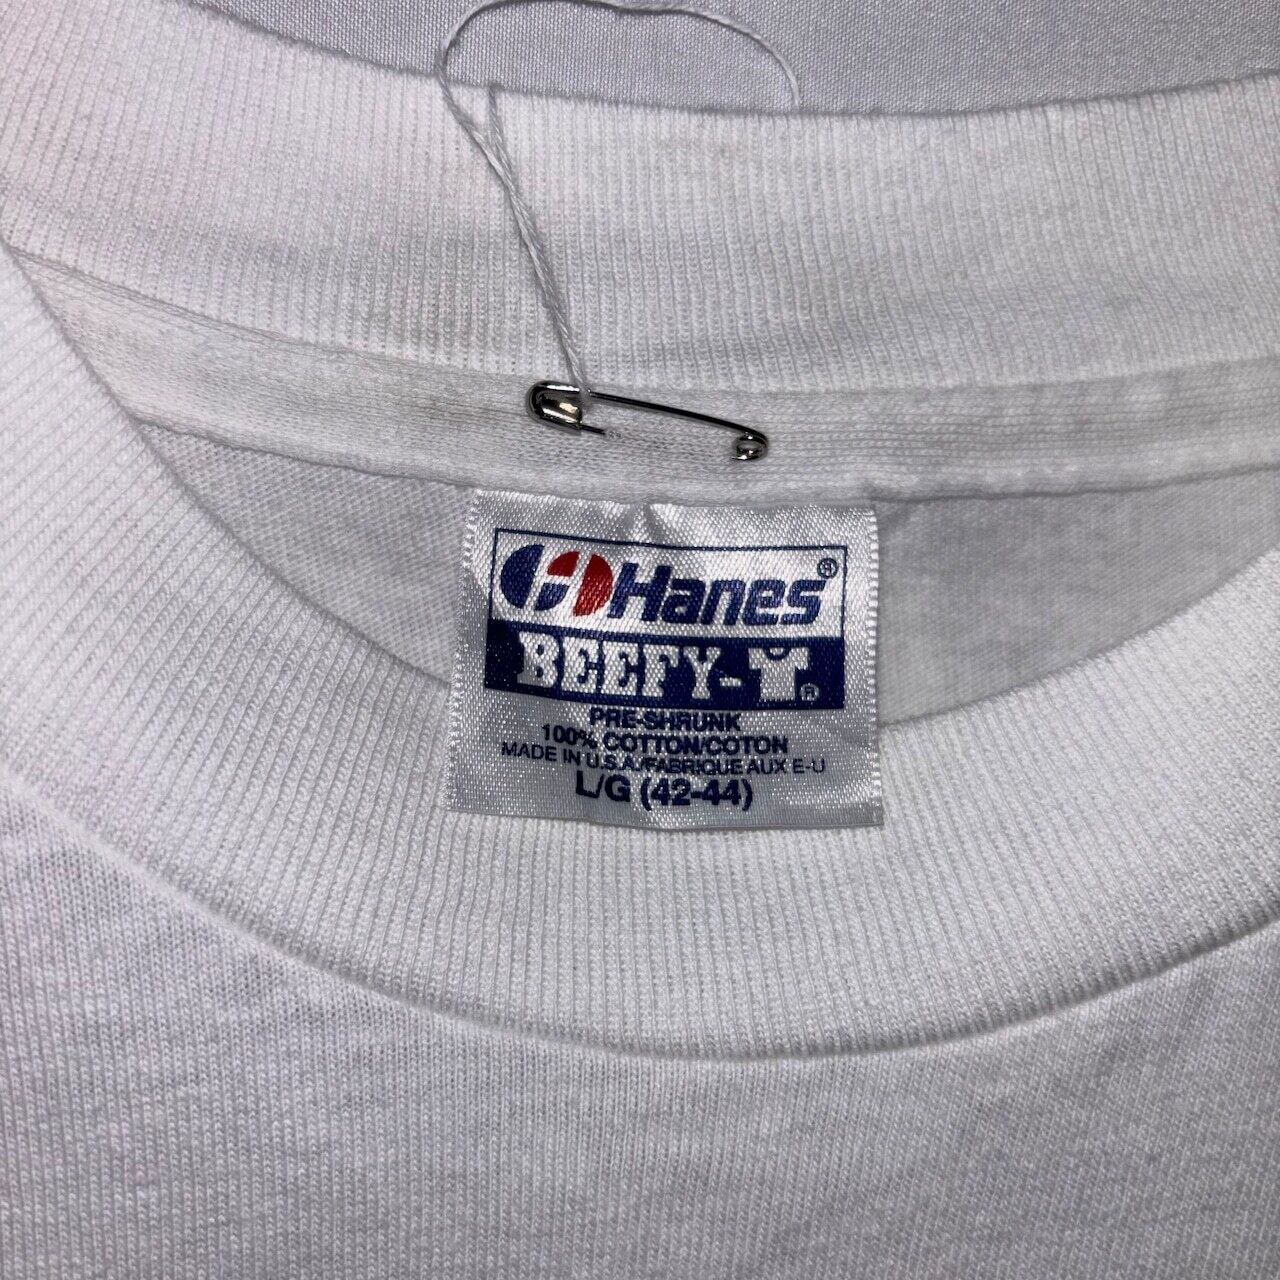 Hanes®
BEEFY-T®
PRE-SHRUNK
100% COTTON/COTON
MADE IN U.S.A./FABRIQUE AUX E-U
L/G (42-44)